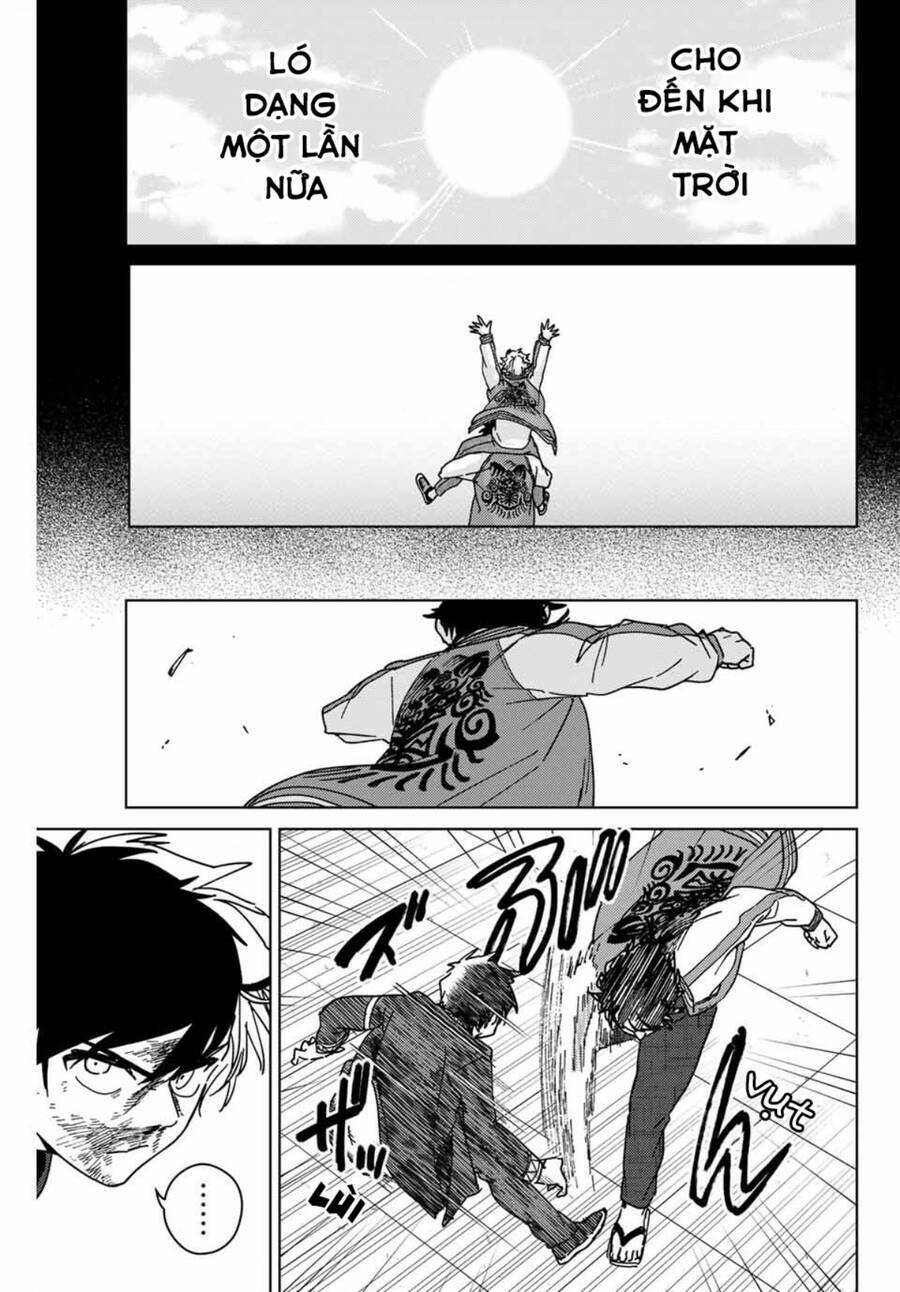 CHO
ĐẾN KHI
MẶT
TRỜI
LÓ
DẠNG
MỘT LẦN
NỮA
ズ
ザッ
LÙI
VỤT
……